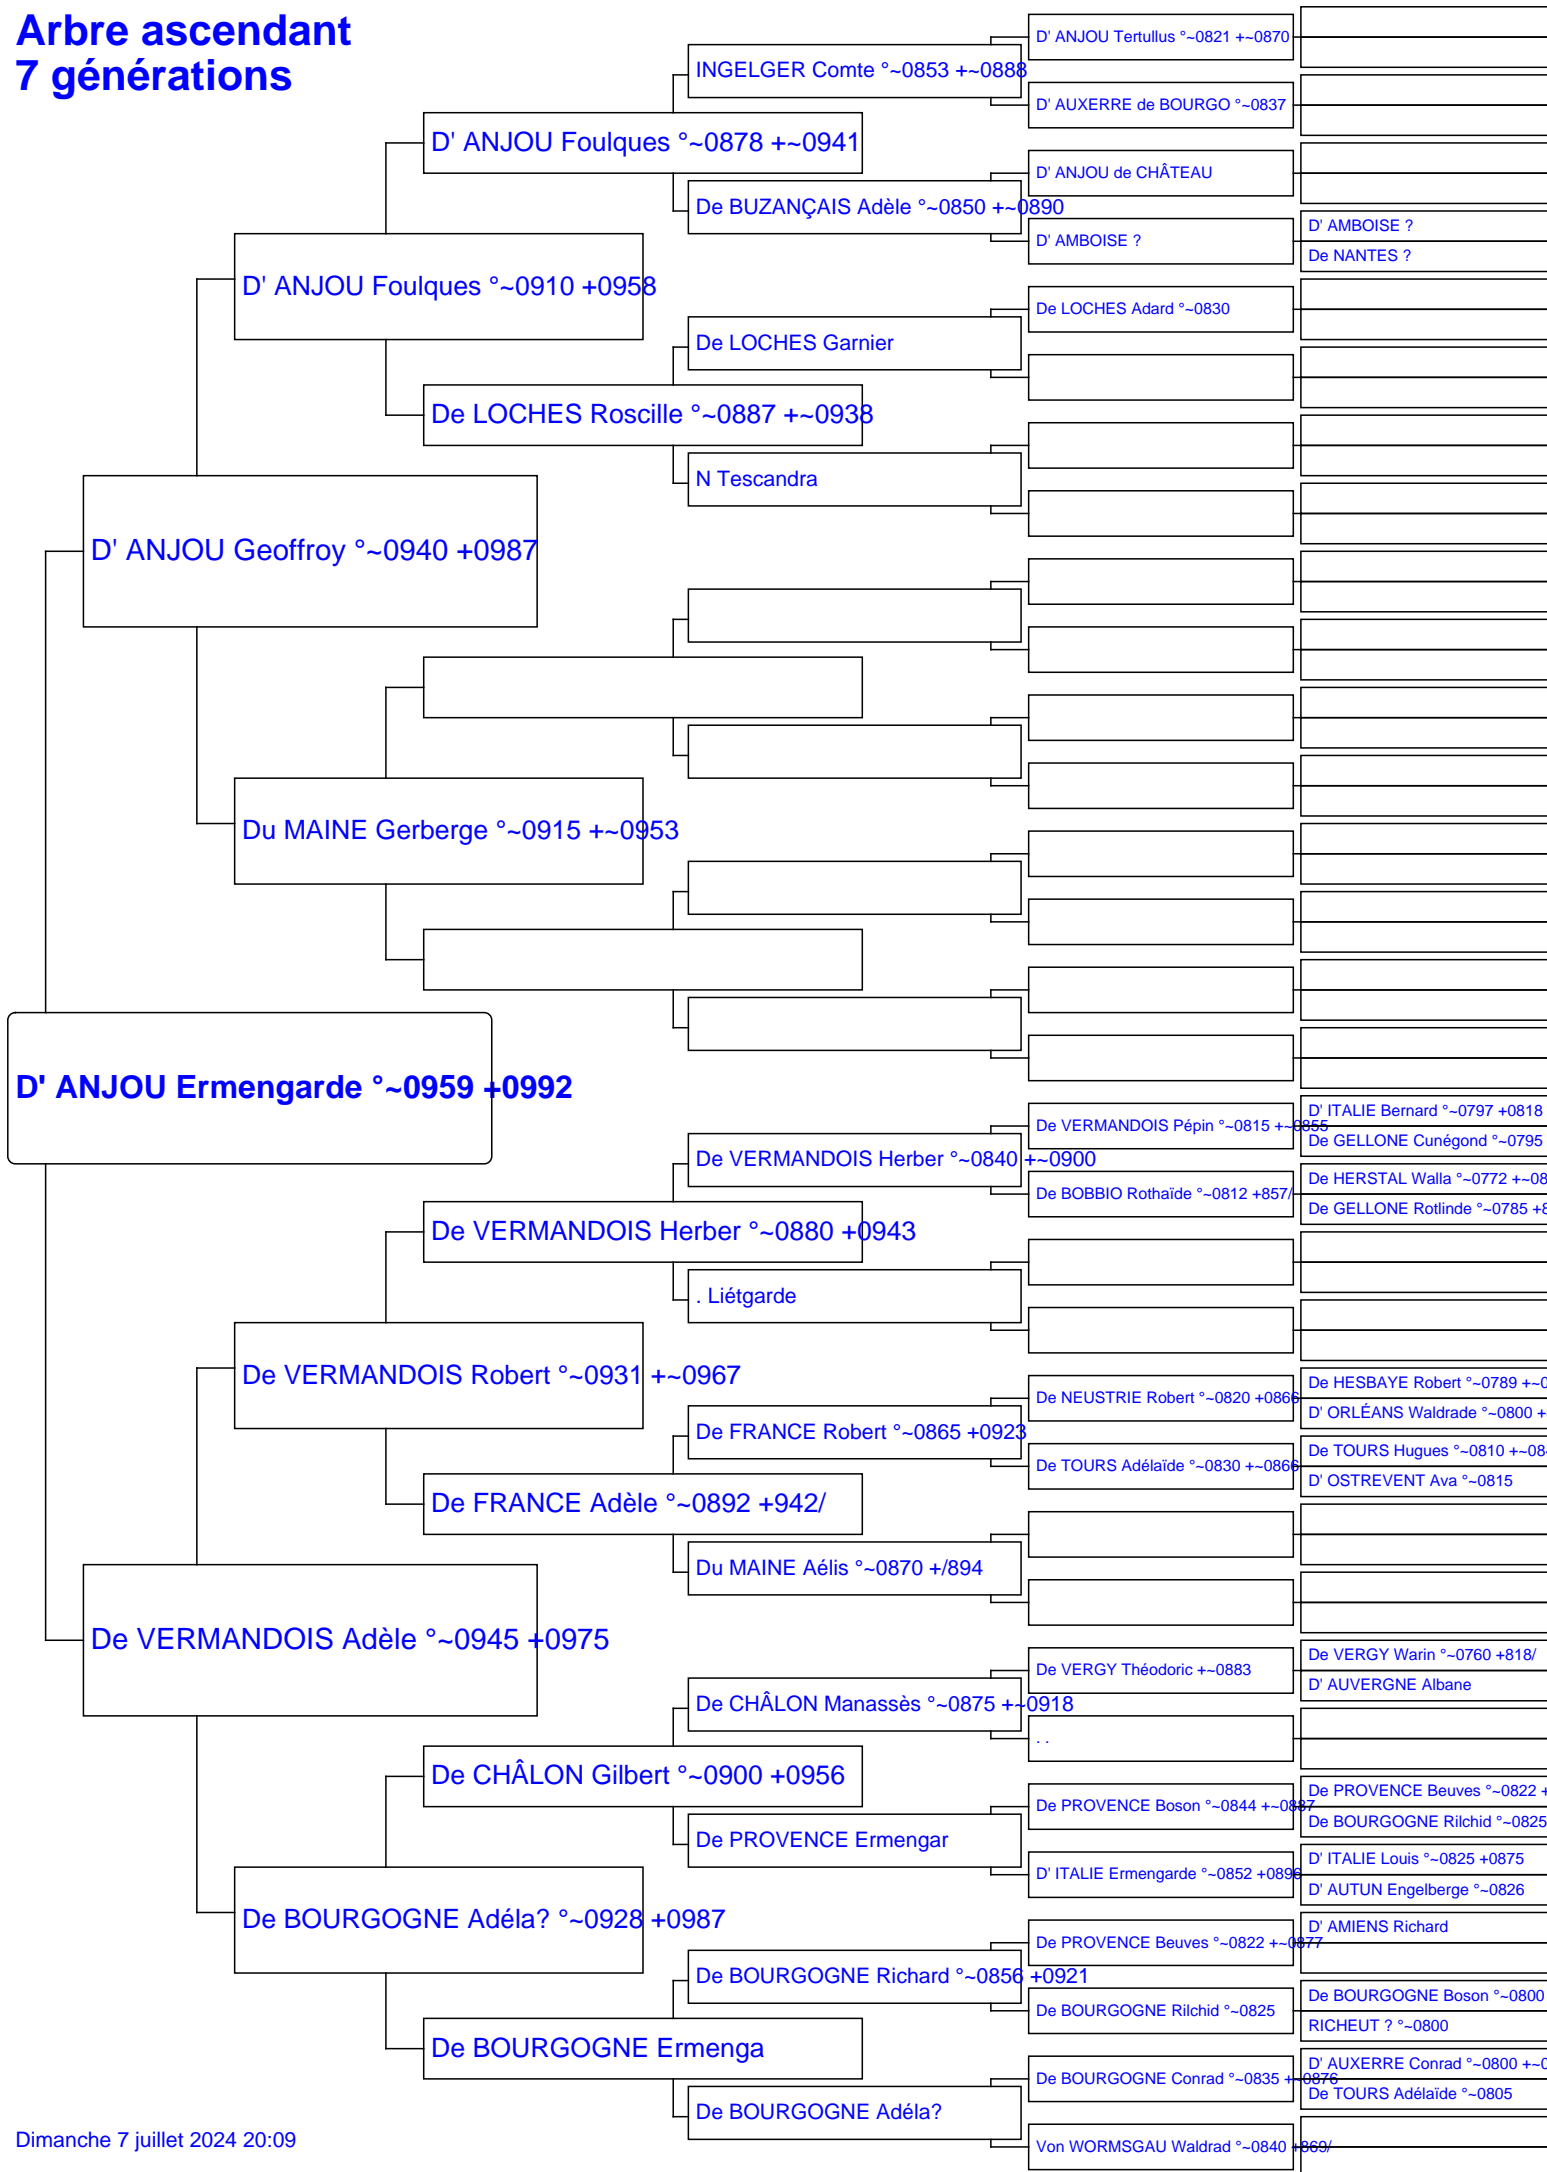 Arbre ascendant
7 générations
D' ANJOU Tertullus °~0821 +~0870
INGELGER Comte °~0853 +~0888
D' AUXERRE de BOURGO °~0837
D' ANJOU Foulques °~0878 +~0941
D' ANJOU de CHÂTEAU
De BUZANÇAIS Adèle °~0850 +~0890
D' AMBOISE ?
D' AMBOISE ?
De NANTES ?
D' ANJOU Foulques °~0910 +0958
De LOCHES Adard °~0830
De LOCHES Garnier
De LOCHES Roscille °~0887 +~0938
N Tescandra
D' ANJOU Geoffroy °~0940 +0987
Du MAINE Gerberge °~0915 +~0953
D' ANJOU Ermengarde °~0959 +0992
D' ITALIE Bernard °~0797 +0818
De VERMANDOIS Pépin °~0815 +~0855
De GELLONE Cunégond °~0795
De VERMANDOIS Herber °~0840 +~0900
De HERSTAL Walla °~0772 +~08
De BOBBIO Rothaïde °~0812 +857/
De GELLONE Rotlinde °~0785 +8
De VERMANDOIS Herber °~0880 +0943
. Liétgarde
De VERMANDOIS Robert °~0931 +~0967
De HESBAYE Robert °~0789 +~0
De NEUSTRIE Robert °~0820 +0866
D' ORLÉANS Waldrade °~0800 +
De FRANCE Robert °~0865 +0923
De TOURS Hugues °~0810 +~084
De TOURS Adélaïde °~0830 +~0866
D' OSTREVENT Ava °~0815
De FRANCE Adèle °~0892 +942/
Du MAINE Aélis °~0870 +/894
De VERMANDOIS Adèle °~0945 +0975
De VERGY Warin °~0760 +818/
De VERGY Théodoric +~0883
D' AUVERGNE Albane
De CHÂLON Manassès °~0875 +~0918
. .
De CHÂLON Gilbert °~0900 +0956
De PROVENCE Beuves °~0822 +
De PROVENCE Boson °~0844 +~0887
De BOURGOGNE Rilchid °~0825
De PROVENCE Ermengar
D' ITALIE Louis °~0825 +0875
D' ITALIE Ermengarde °~0852 +0896
D' AUTUN Engelberge °~0826
De BOURGOGNE Adéla? °~0928 +0987
D' AMIENS Richard
De PROVENCE Beuves °~0822 +~0877
De BOURGOGNE Richard °~0856 +0921
De BOURGOGNE Boson °~0800
De BOURGOGNE Rilchid °~0825
RICHEUT ? °~0800
De BOURGOGNE Ermenga
D' AUXERRE Conrad °~0800 +~0
De BOURGOGNE Conrad °~0835 +~0876
De TOURS Adélaïde °~0805
De BOURGOGNE Adéla?
Von WORMSGAU Waldrad °~0840 +869/
Dimanche 7 juillet 2024 20:09